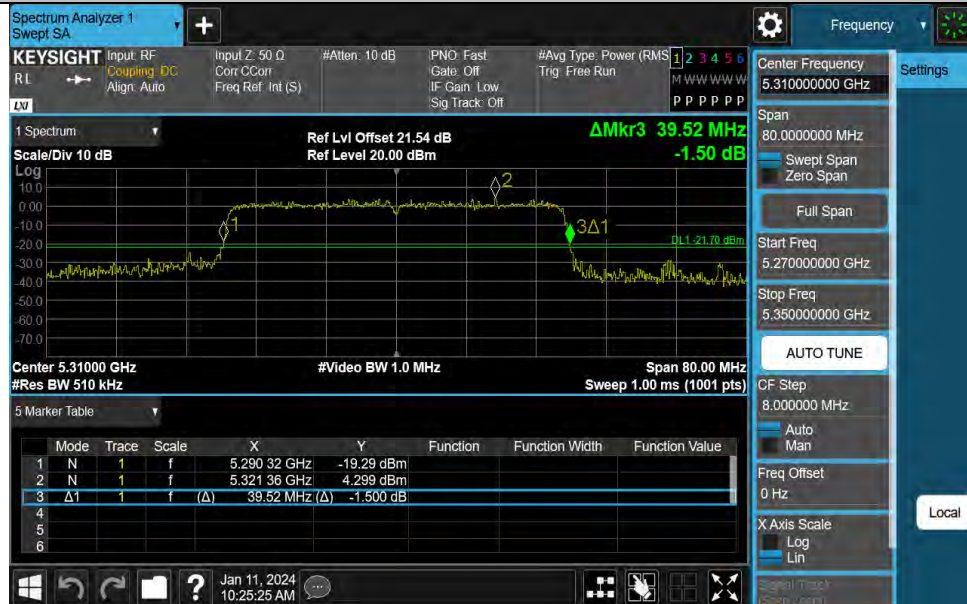 Spectrum Analyzer 1
Swept SA
+
Frequency
KEYSIGHT
RL
LXI
Input: RF
Coupling: DC
Align: Auto
Input Z: 50 Ω
Corr CCorr
Freq Ref: Int (S)
#Atten: 10 dB
PNO: Fast
Gate: Off
IF Gain: Low
Sig Track: Off
#Avg Type: Power (RMS
Trig: Free Run
1 2 3 4 5 6
M W W W W W
P P P P P P
1 Spectrum
Scale/Div 10 dB
Ref Lvl Offset 21.54 dB
Ref Level 20.00 dBm
ΔMkr3 39.52 MHz
-1.50 dB
Log
10.0
0.00
-10.0
-20.0
-30.0
-40.0
-50.0
-60.0
-70.0
1
2
3Δ1
DL1 -21.70 dBm
Center 5.31000 GHz
#Res BW 510 kHz
#Video BW 1.0 MHz
Span 80.00 MHz
Sweep 1.00 ms (1001 pts)
5 Marker Table
Mode Trace Scale X Y Function Function Width Function Value
1 N 1 f 5.290 32 GHz -19.29 dBm
2 N 1 f 5.321 36 GHz 4.299 dBm
3 Δ1 1 f (Δ) 39.52 MHz (Δ) -1.500 dB
4
5
6
Jan 11, 2024
10:25:25 AM
Center Frequency
5.310000000 GHz
Span
80.0000000 MHz
Swept Span
Zero Span
Full Span
Start Freq
5.270000000 GHz
Stop Freq
5.350000000 GHz
AUTO TUNE
CF Step
8.000000 MHz
Auto
Man
Freq Offset
0 Hz
X Axis Scale
Log
Lin
Signal Track
Settings
Local